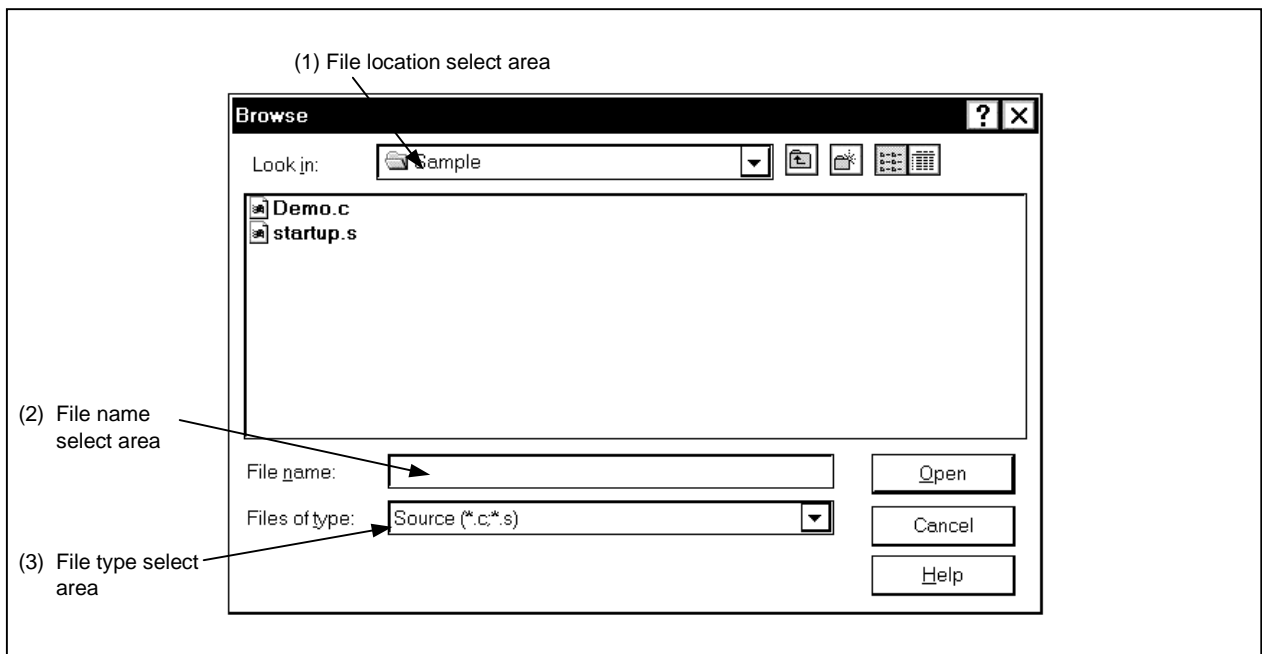 (1) File location select area
Browse
?
Look in:
Sample
Demo.c
startup.s
(2) File name
select area
File name:
Open
Files of type:
Source (*.c;*.s)
Cancel
(3) File type select
area
Help